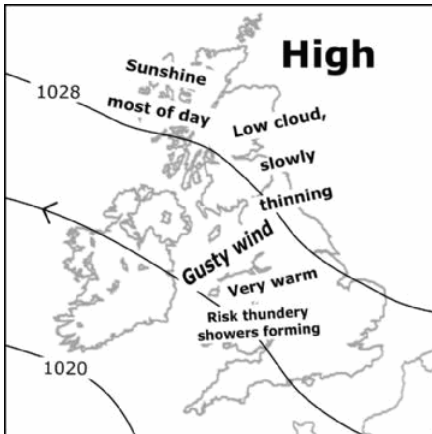 High
Sunshine
most of day
1028
Low cloud,
slowly
thinning
Gusty wind
Very warm
Risk thundery
showers forming
1020